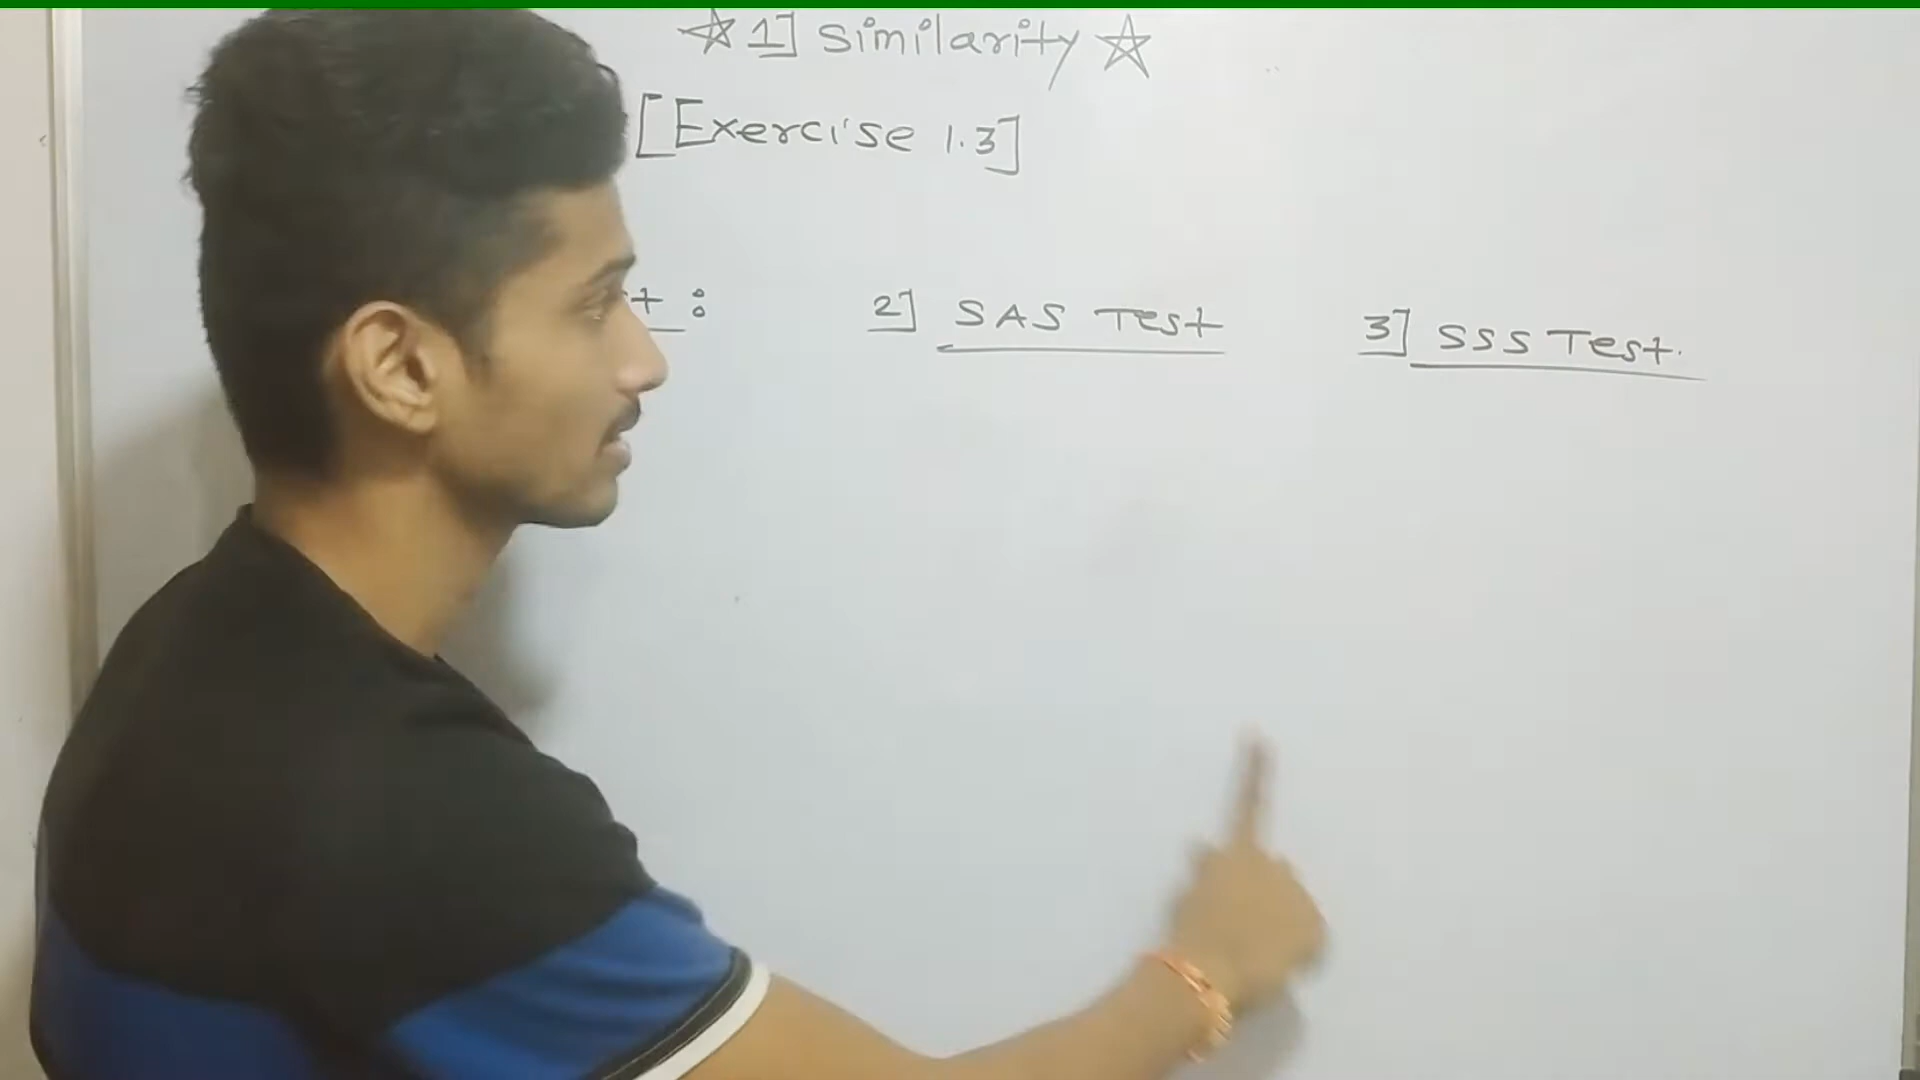 ☆ 1] Similarity ☆
[Exercise 1.3]
2] SAS Test
3] SSS Test.